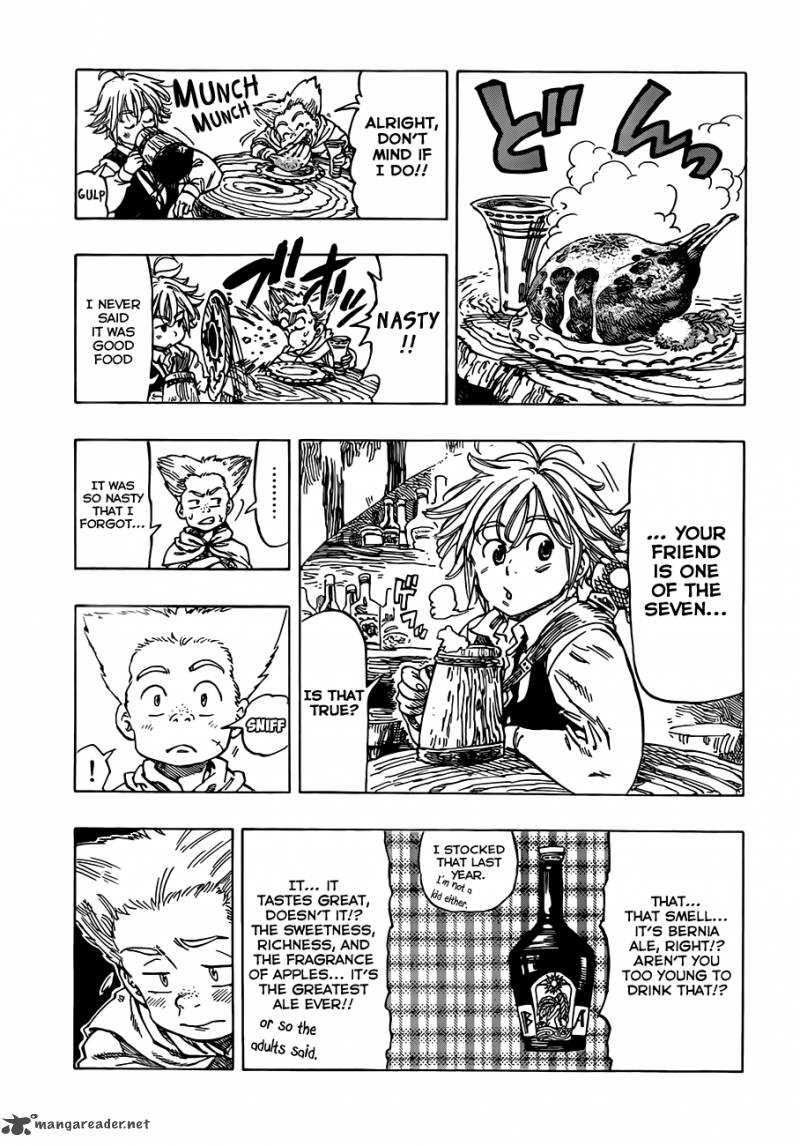 どんっ
ALRIGHT,
DON'T
MIND IF
I DO!!
MUNCH
MUNCH
GULP
NASTY
!!
ブオッ
I NEVER
SAID
IT WAS
GOOD
FOOD
... YOUR
FRIEND
IS ONE
OF THE
SEVEN...
IS THAT
TRUE?
.........
IT WAS
SO NASTY
THAT I
FORGOT...
SNIFF
!
THAT...
THAT SMELL...
IT'S BERNIA
ALE, RIGHT!?
AREN'T YOU
TOO YOUNG TO
DRINK THAT!?
I STOCKED
THAT LAST
YEAR.
I'm not a
kid either.
B A
IT... IT
TASTES GREAT,
DOESN'T IT!?
THE SWEETNESS,
RICHNESS, AND
THE FRAGRANCE
OF APPLES... IT'S
THE GREATEST
ALE EVER!!
or so the
adults said.
mangareader.net